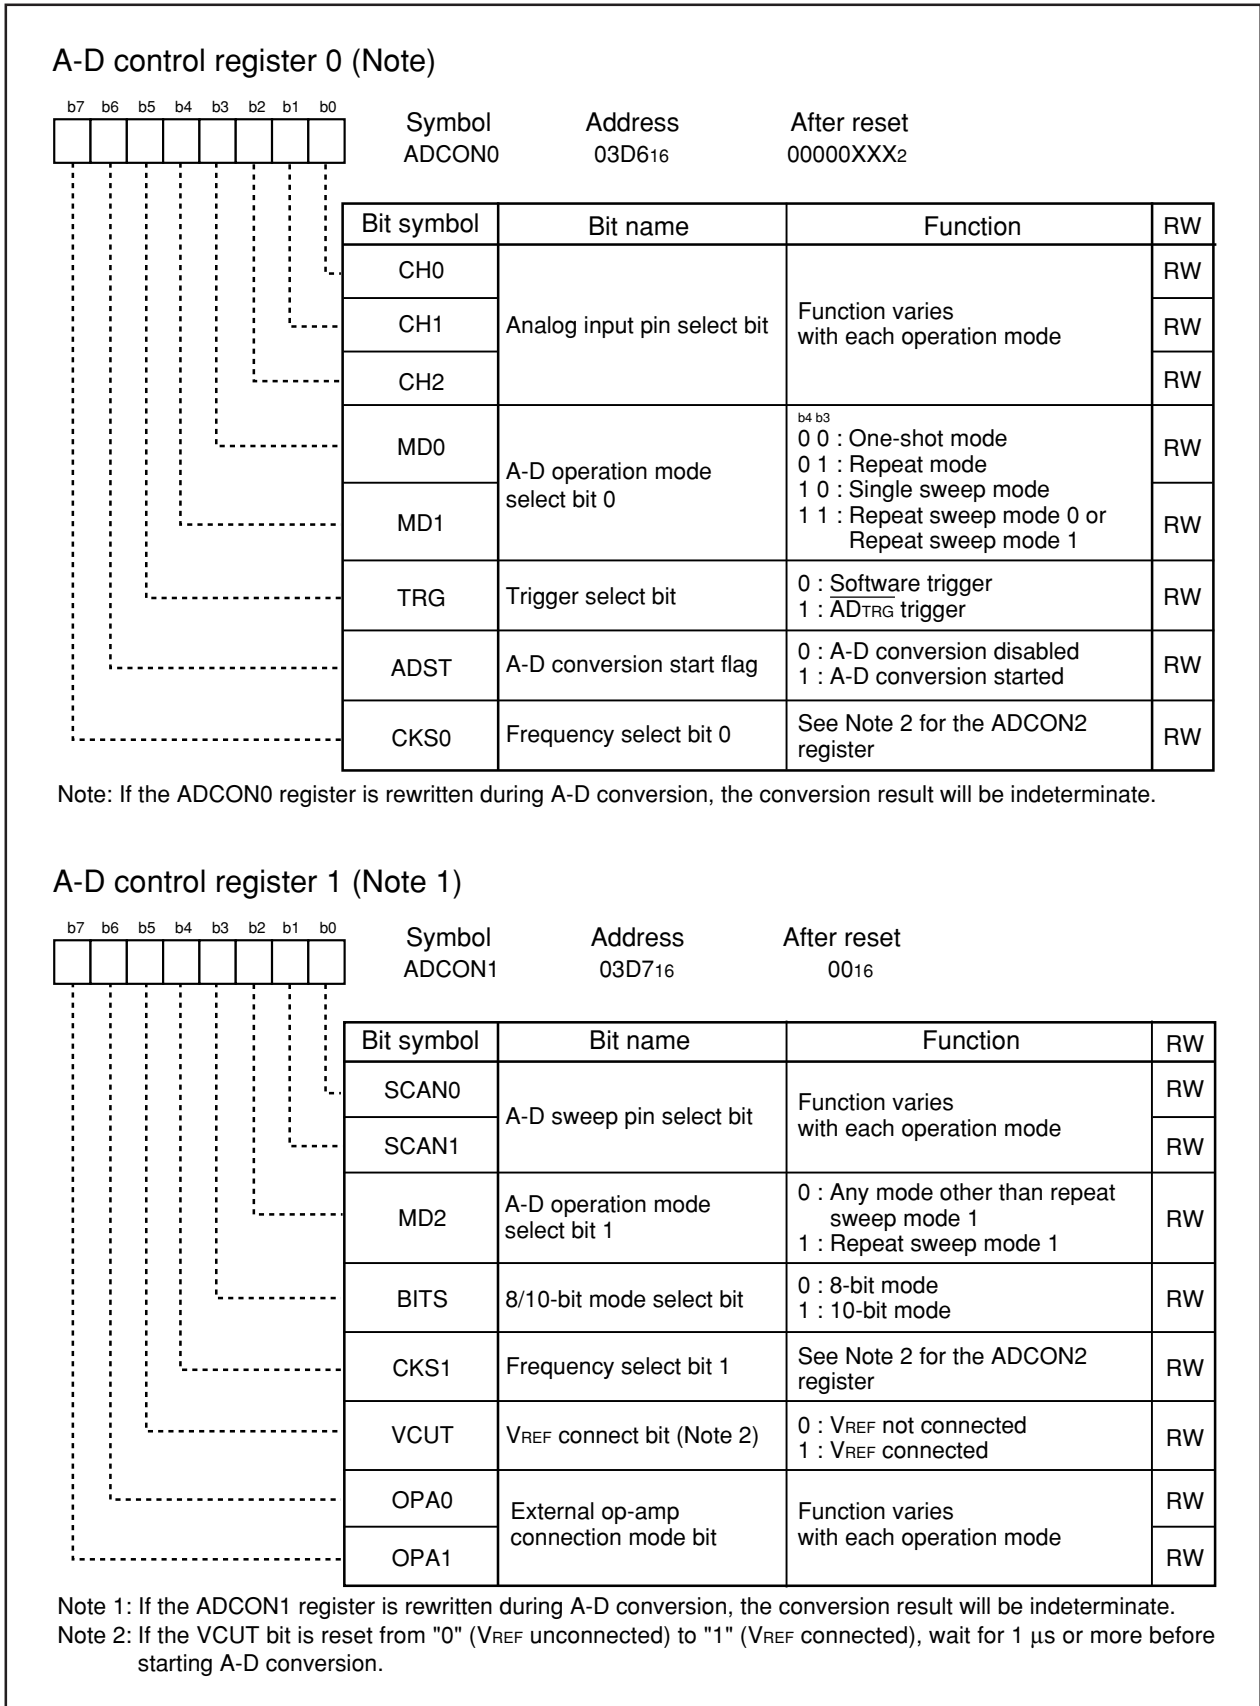 A-D control register 0 (Note)
b7 b6 b5 b4 b3 b2 b1 b0
Symbol Address After reset
ADCON0 03D616 00000XXX2
Bit symbol Bit name Function RW
CH0 RW
CH1 Analog input pin select bit Function varies RW
with each operation mode
CH2 RW
b4 b3
MD0 A-D operation mode 0 0 : One-shot mode RW
select bit 0 0 1 : Repeat mode
1 0 : Single sweep mode
MD1 1 1 : Repeat sweep mode 0 or RW
Repeat sweep mode 1
TRG Trigger select bit 0 : Software trigger RW
1 : ADTRG trigger
ADST A-D conversion start flag 0 : A-D conversion disabled RW
1 : A-D conversion started
CKS0 Frequency select bit 0 See Note 2 for the ADCON2 RW
register
Note: If the ADCON0 register is rewritten during A-D conversion, the conversion result will be indeterminate.
A-D control register 1 (Note 1)
b7 b6 b5 b4 b3 b2 b1 b0
Symbol Address After reset
ADCON1 03D716 0016
Bit symbol Bit name Function RW
SCAN0 A-D sweep pin select bit Function varies RW
SCAN1 with each operation mode RW
MD2 A-D operation mode 0 : Any mode other than repeat RW
select bit 1 sweep mode 1
1 : Repeat sweep mode 1
BITS 8/10-bit mode select bit 0 : 8-bit mode RW
1 : 10-bit mode
CKS1 Frequency select bit 1 See Note 2 for the ADCON2 RW
register
VCUT VREF connect bit (Note 2) 0 : VREF not connected RW
1 : VREF connected
OPA0 External op-amp Function varies RW
connection mode bit with each operation mode
OPA1 RW
Note 1: If the ADCON1 register is rewritten during A-D conversion, the conversion result will be indeterminate.
Note 2: If the VCUT bit is reset from "0" (VREF unconnected) to "1" (VREF connected), wait for 1 µs or more before
starting A-D conversion.